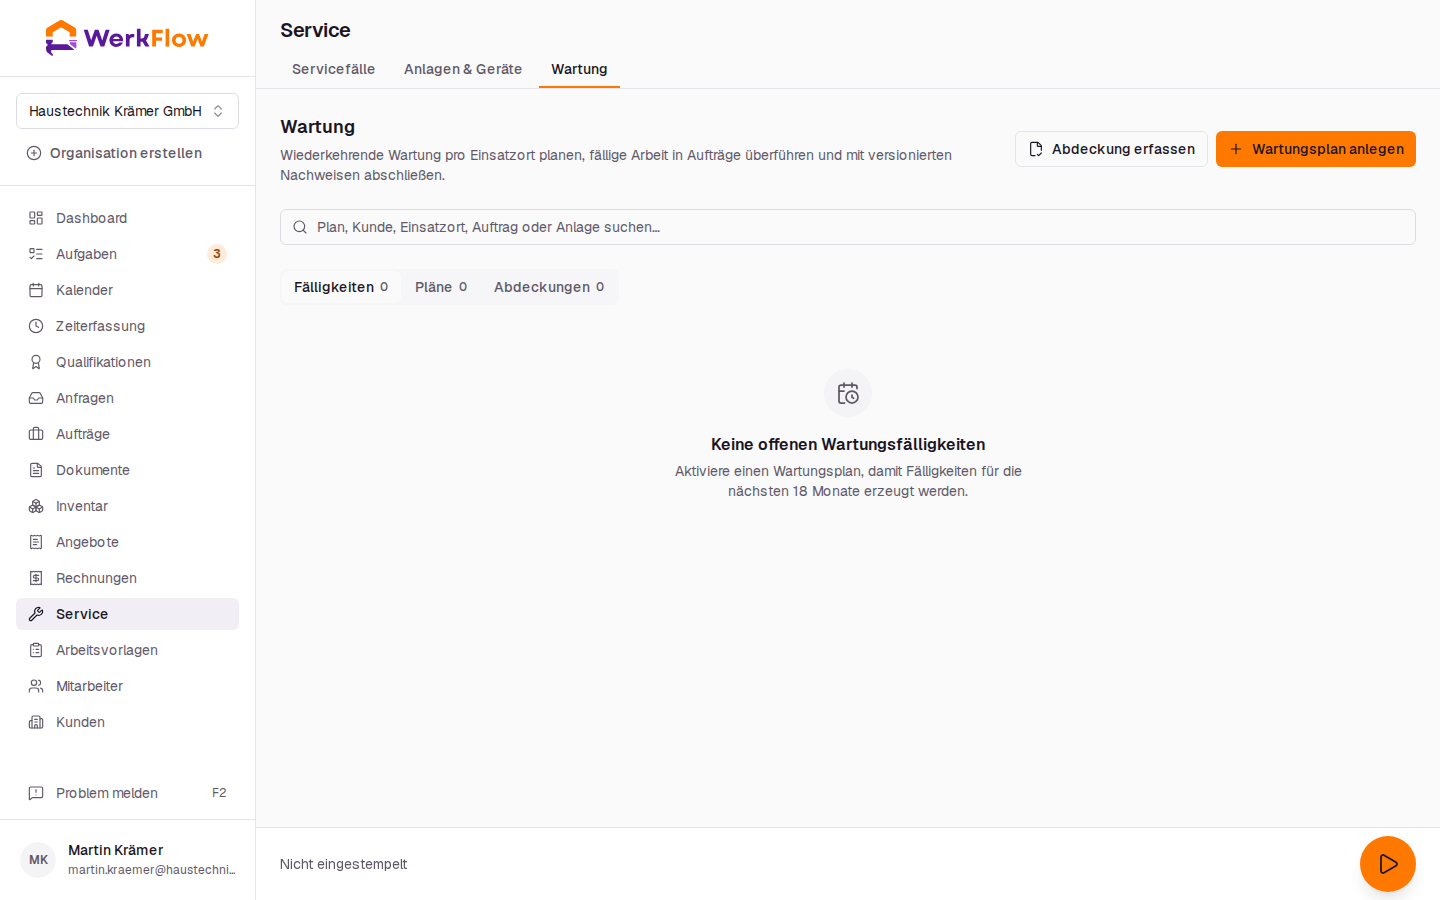 WerkFlow
Haustechnik Krämer GmbH
Organisation erstellen
Dashboard
Aufgaben 3
Kalender
Zeiterfassung
Qualifikationen
Anfragen
Aufträge
Dokumente
Inventar
Angebote
Rechnungen
Service
Arbeitsvorlagen
Mitarbeiter
Kunden
Problem melden F2
MK
Martin Krämer
martin.kraemer@haustechni…
Service
Servicefälle Anlagen & Geräte Wartung
Wartung
Wiederkehrende Wartung pro Einsatzort planen, fällige Arbeit in Aufträge überführen und mit versionierten
Nachweisen abschließen.
Abdeckung erfassen
Wartungsplan anlegen
Plan, Kunde, Einsatzort, Auftrag oder Anlage suchen…
Fälligkeiten 0 Pläne 0 Abdeckungen 0
Keine offenen Wartungsfälligkeiten
Aktiviere einen Wartungsplan, damit Fälligkeiten für die
nächsten 18 Monate erzeugt werden.
Nicht eingestempelt